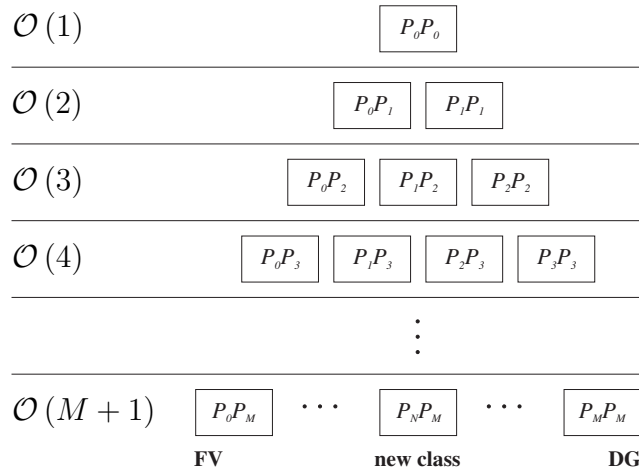 𝒪(1) P₀P₀
𝒪(2) P₀P₁ P₁P₁
𝒪(3) P₀P₂ P₁P₂ P₂P₂
𝒪(4) P₀P₃ P₁P₃ P₂P₃ P₃P₃
⋮
𝒪(M + 1) P₀P_M ··· P_NP_M ··· P_MP_M
FV new class DG